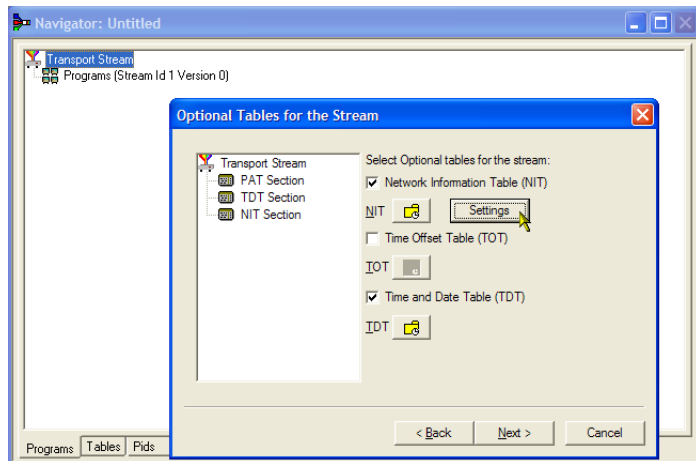 Navigator: Untitled
Transport Stream
Programs (Stream Id 1 Version 0)
Optional Tables for the Stream
Transport Stream
PAT Section
TDT Section
NIT Section
Select Optional tables for the stream:
Network Information Table (NIT)
NIT
Settings
Time Offset Table (TOT)
TOT
Time and Date Table (TDT)
TDT
< Back Next > Cancel
Programs Tables Pids